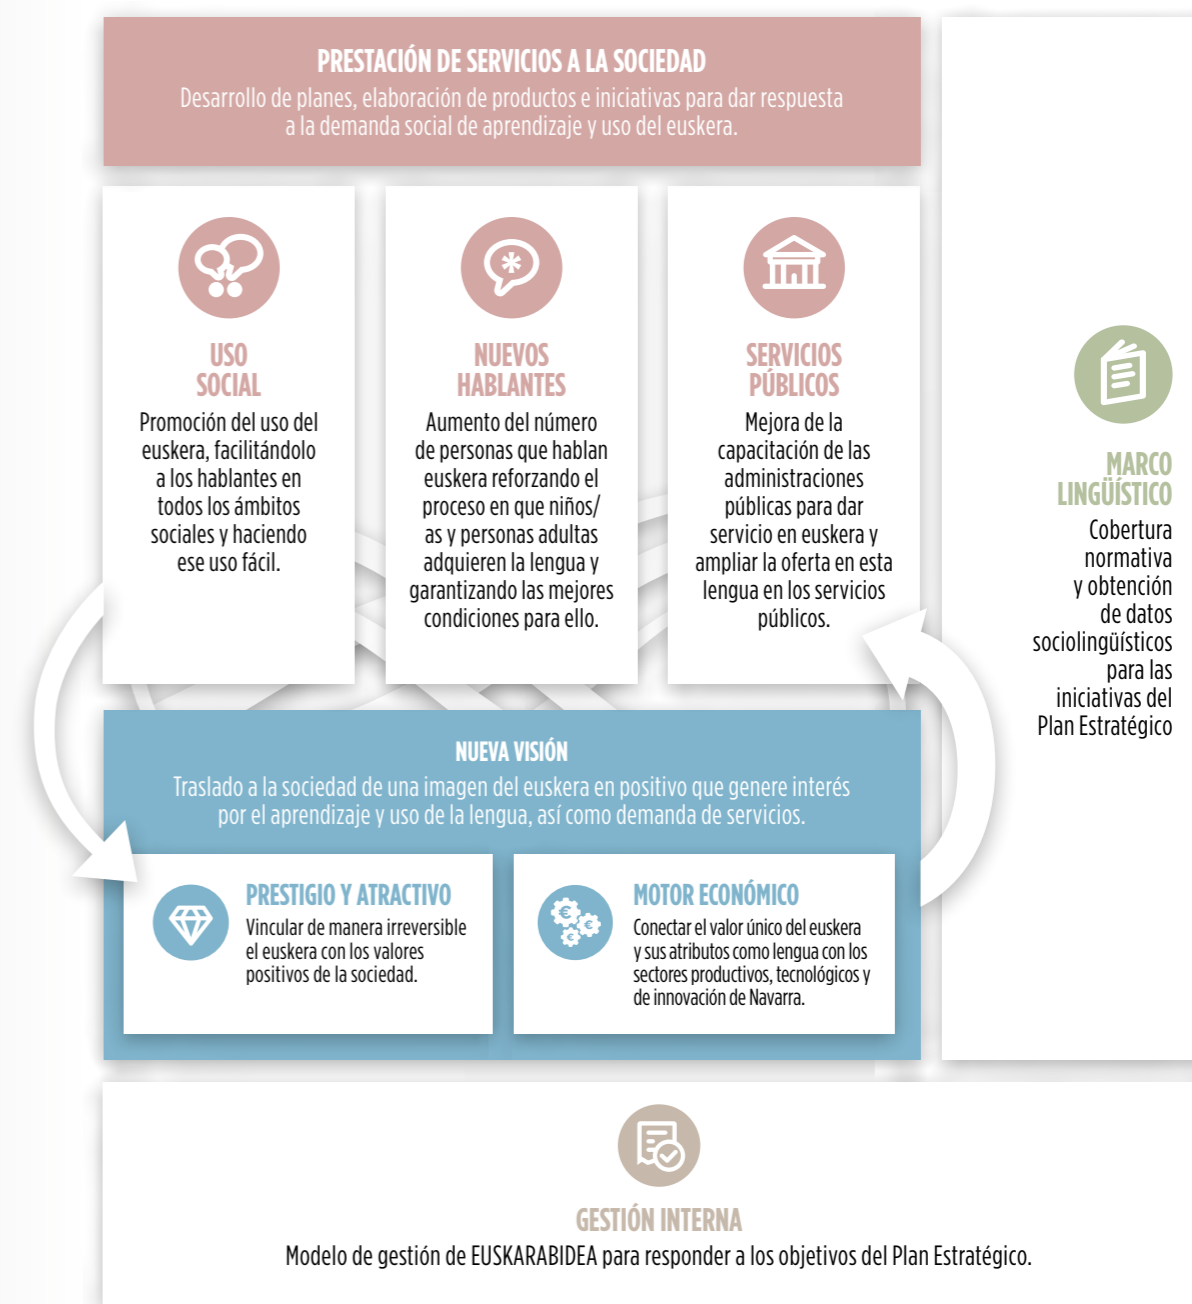 PRESTACIÓN DE SERVICIOS A LA SOCIEDAD
Desarrollo de planes, elaboración de productos e iniciativas para dar respuesta
a la demanda social de aprendizaje y uso del euskera.
USO
SOCIAL
Promoción del uso del
euskera, facilitándolo
a los hablantes en
todos los ámbitos
sociales y haciendo
ese uso fácil.
NUEVOS
HABLANTES
Aumento del número
de personas que hablan
euskera reforzando el
proceso en que niños/
as y personas adultas
adquieren la lengua y
garantizando las mejores
condiciones para ello.
SERVICIOS
PÚBLICOS
Mejora de la
capacitación de las
administraciones
públicas para dar
servicio en euskera y
ampliar la oferta en esta
lengua en los servicios
públicos.
MARCO
LINGÜÍSTICO
Cobertura
normativa
y obtención
de datos
sociolingüísticos
para las
iniciativas del
Plan Estratégico
NUEVA VISIÓN
Traslado a la sociedad de una imagen del euskera en positivo que genere interés
por el aprendizaje y uso de la lengua, así como demanda de servicios.
PRESTIGIO Y ATRACTIVO
Vincular de manera irreversible
el euskera con los valores
positivos de la sociedad.
MOTOR ECONÓMICO
Conectar el valor único del euskera
y sus atributos como lengua con los
sectores productivos, tecnológicos y
de innovación de Navarra.
GESTIÓN INTERNA
Modelo de gestión de EUSKARABIDEA para responder a los objetivos del Plan Estratégico.